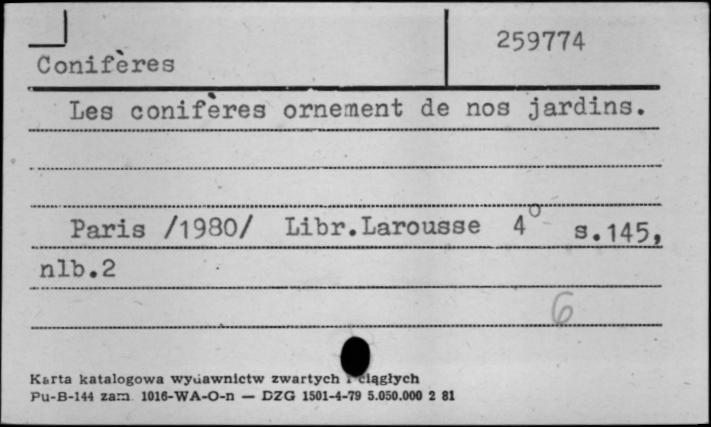 259774
Conifères
Les conifères ornement de nos jardins.
Paris /1980/ Libr.Larousse 4° s.145,
nlb.2
6
Karta katalogowa wydawnictw zwartych i ciągłych
Pu-B-144 zam. 1016-WA-O-n — DZG 1501-4-79 5.050.000 2 81